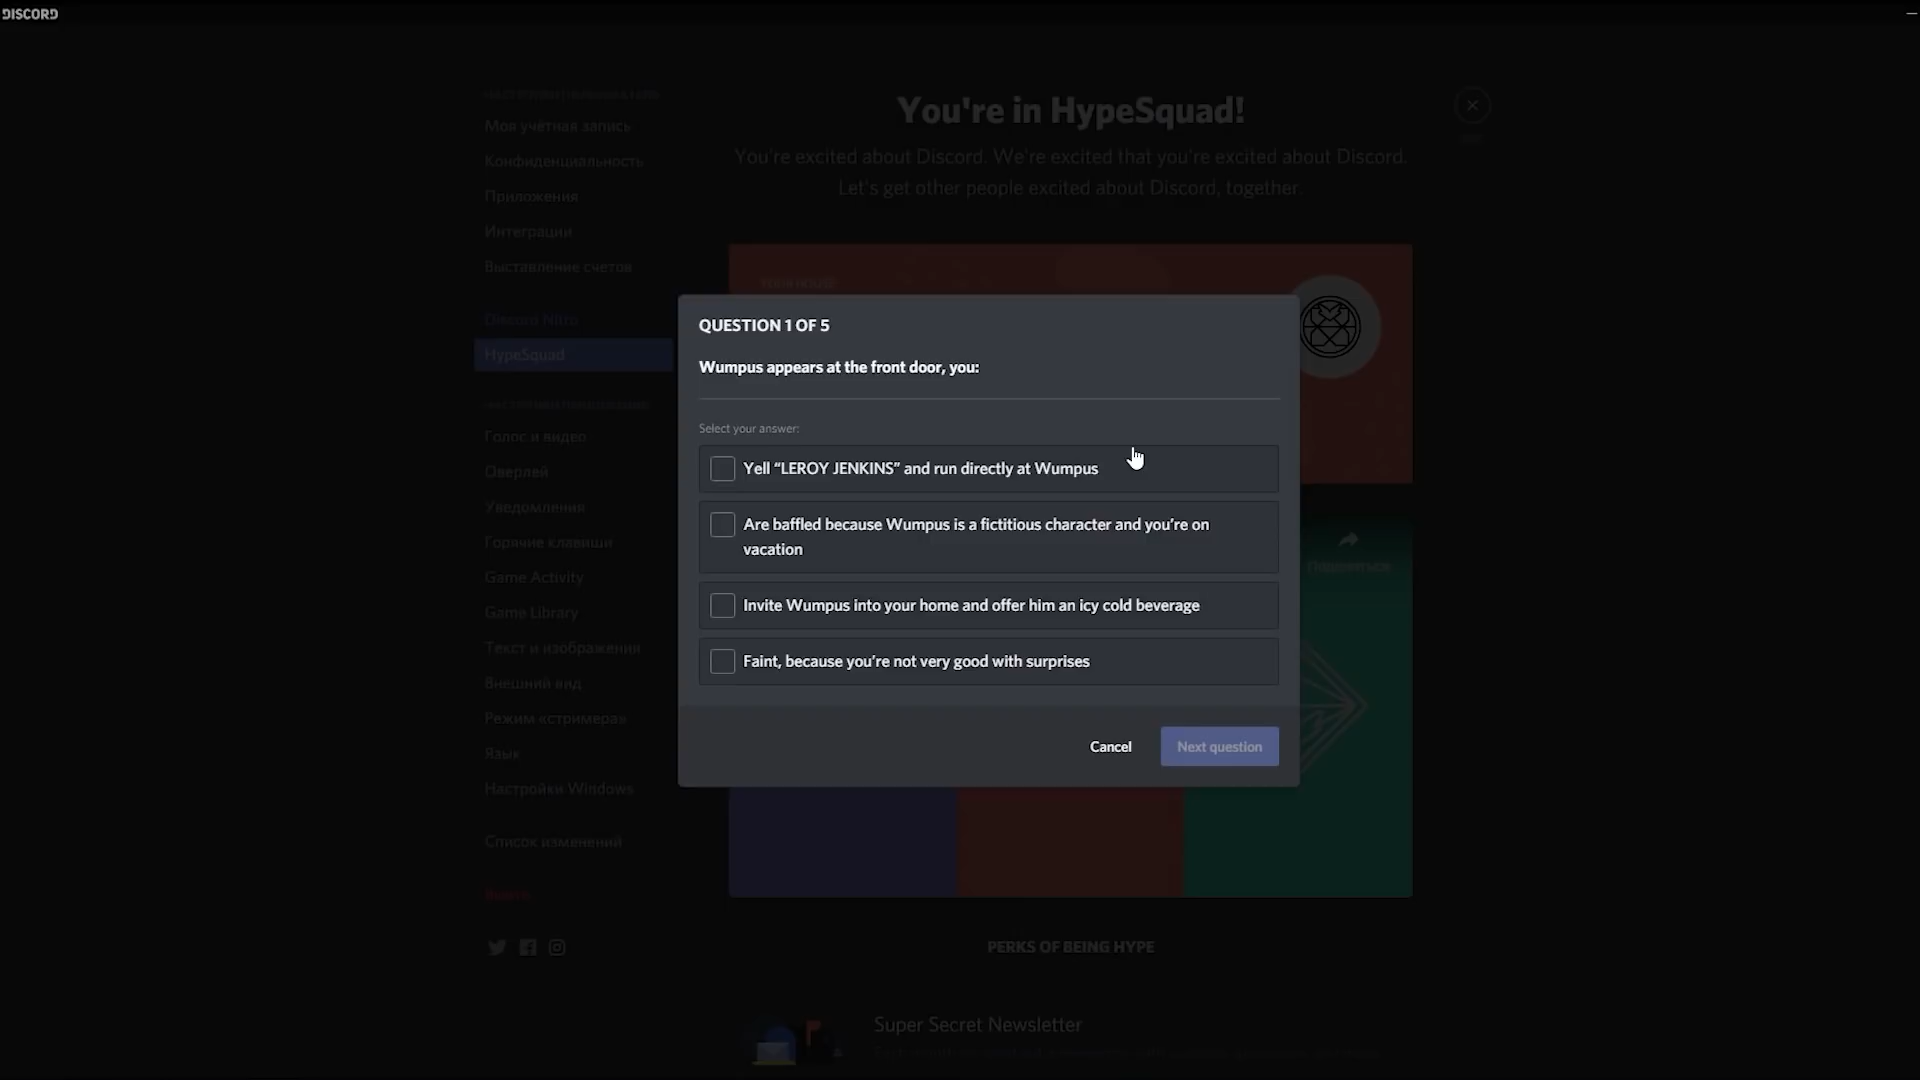 DISCORD
Моя учётная запись
Конфиденциальность
Приложения
Интеграции
Выставление счетов
Discord Nitro
HypeSquad
Голос и видео
Оверлей
Уведомления
Горячие клавиши
Game Activity
Game Library
Текст и изображения
Внешний вид
Режим «стримера»
Язык
Настройки Windows
Список изменений
Выйти
You're in HypeSquad!
You're excited about Discord. We're excited that you're excited about Discord.
Let's get other people excited about Discord, together.
QUESTION 1 OF 5
Wumpus appears at the front door, you:
Select your answer:
Yell “LEROY JENKINS” and run directly at Wumpus
Are baffled because Wumpus is a fictitious character and you’re on
vacation
Invite Wumpus into your home and offer him an icy cold beverage
Faint, because you’re not very good with surprises
Cancel
Next question
Поделиться
PERKS OF BEING HYPE
Super Secret Newsletter